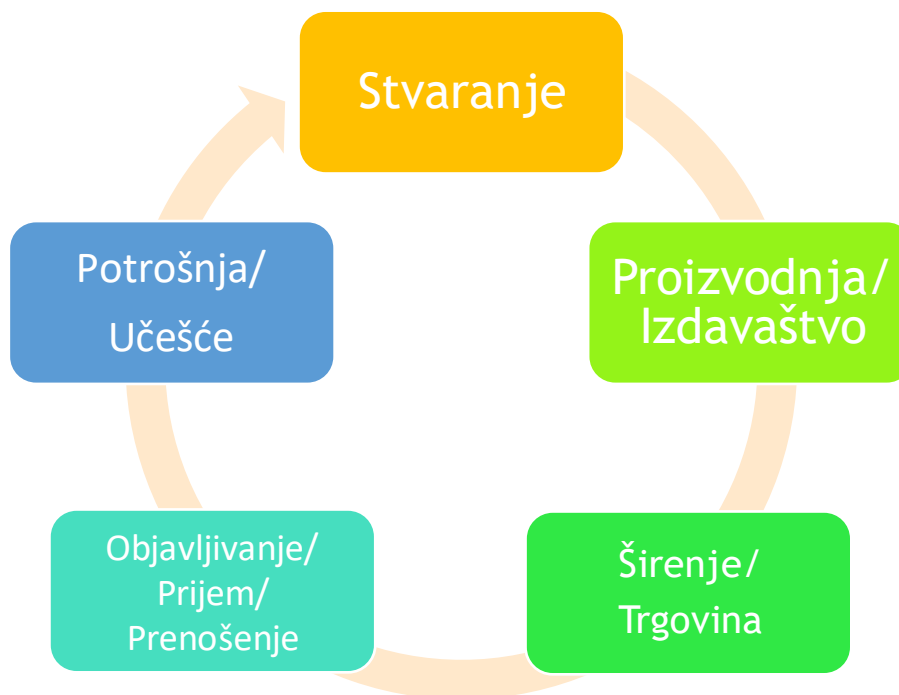 Stvaranje
Proizvodnja/
Izdavaštvo
Širenje/
Trgovina
Objavljivanje/
Prijem/
Prenošenje
Potrošnja/
Učešće